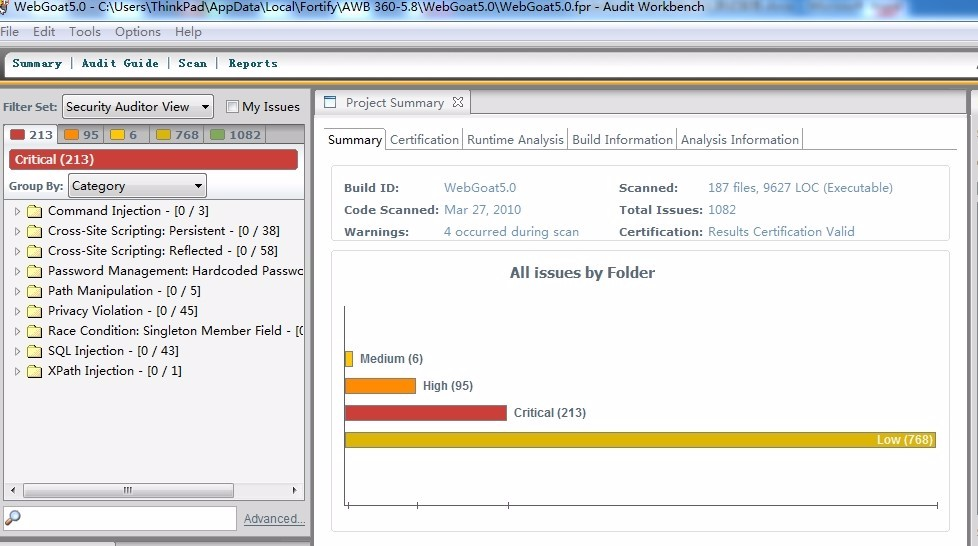 WebGoat5.0 - C:\Users\ThinkPad\AppData\Local\Fortify\AWB 360-5.8\WebGoat5.0\WebGoat5.0.fpr - Audit Workbench
File Edit Tools Options Help
Summary | Audit Guide | Scan | Reports
Filter Set: Security Auditor View My Issues
213 95 6 768 1082
Critical (213)
Group By: Category
Command Injection - [0 / 3]
Cross-Site Scripting: Persistent - [0 / 38]
Cross-Site Scripting: Reflected - [0 / 58]
Password Management: Hardcoded Passwo
Path Manipulation - [0 / 5]
Privacy Violation - [0 / 45]
Race Condition: Singleton Member Field - [0
SQL Injection - [0 / 43]
XPath Injection - [0 / 1]
Advanced...
Project Summary
Summary Certification Runtime Analysis Build Information Analysis Information
Build ID: WebGoat5.0 Scanned: 187 files, 9627 LOC (Executable)
Code Scanned: Mar 27, 2010 Total Issues: 1082
Warnings: 4 occurred during scan Certification: Results Certification Valid
All issues by Folder
Medium (6)
High (95)
Critical (213)
Low (768)